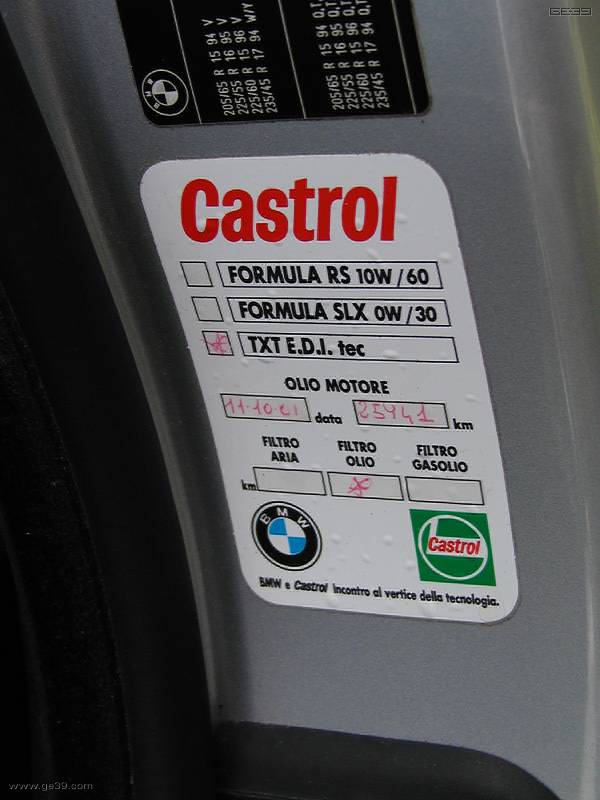 GE39
205/65 R 15 94 V
205/55 R 16 95 V
225/55 R 15 96 V
225/60 R 17 94 W/Y
235/45 R
205/65 R 15 94 Q,T
225/55 R 16 95 Q,T
225/60 R 15 96 Q,
235/45 R 17 94 Q,
BMW
Castrol
FORMULA RS 10W/60
FORMULA SLX 0W/30
TXT E.D.I. tec
OLIO MOTORE
11-10-01 data 25941 km
FILTRO ARIA
FILTRO OLIO
FILTRO GASOLIO
km
BMW
Castrol
BMW e Castrol incontro al vertice della tecnologia.
www.ge39.com